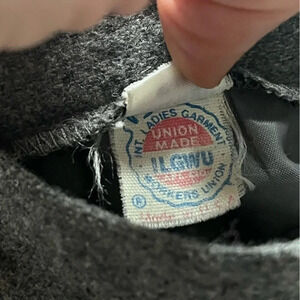 INT. LADIES GARMENT
UNION
MADE
ILGWU
WORKERS UNION
®